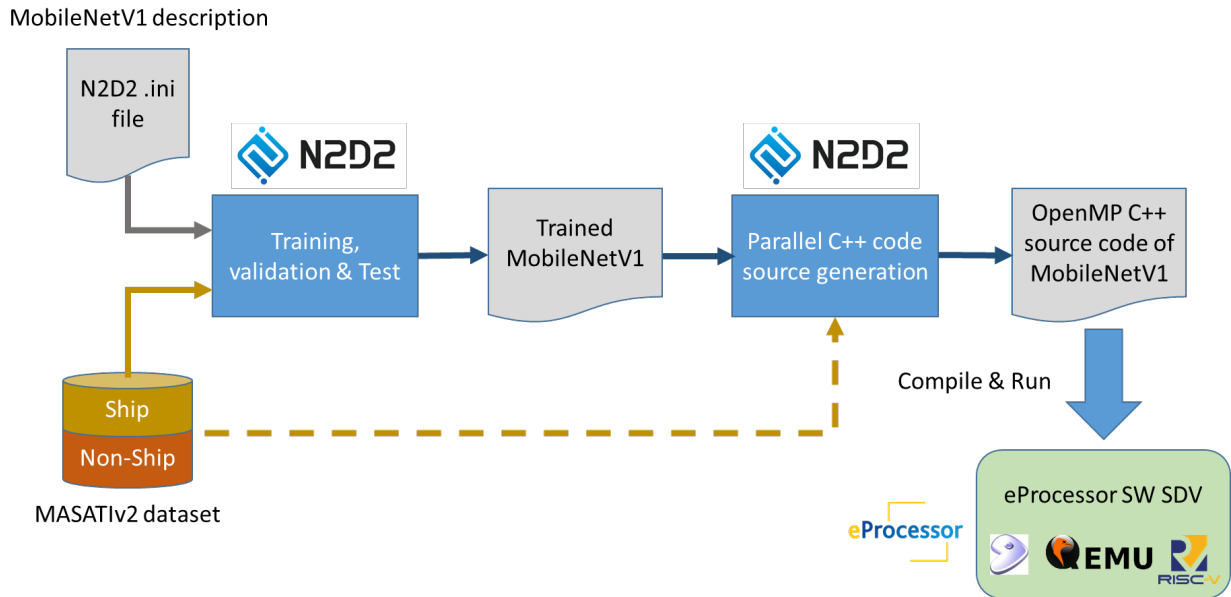 MobileNetV1 description
N2D2 .ini
file
N2D2
N2D2
Training,
validation & Test
Trained
MobileNetV1
Parallel C++ code
source generation
OpenMP C++
source code of
MobileNetV1
Compile & Run
Ship
Non-Ship
MASATIv2 dataset
eProcessor
eProcessor SW SDV
QEMU
RISC-V